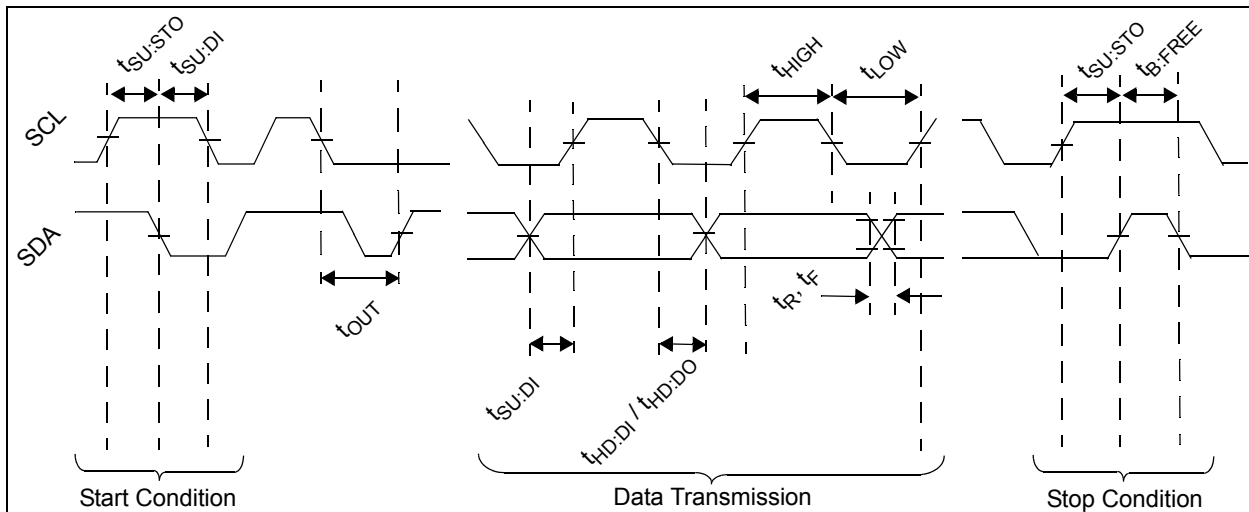 tSU:STO
tSU:DI
tHIGH
tLOW
tSU:STO
tB:FREE
SCL
SDA
tOUT
tR, tF
tSU:DI
tHD:DI / tHD:DO
Start Condition
Data Transmission
Stop Condition